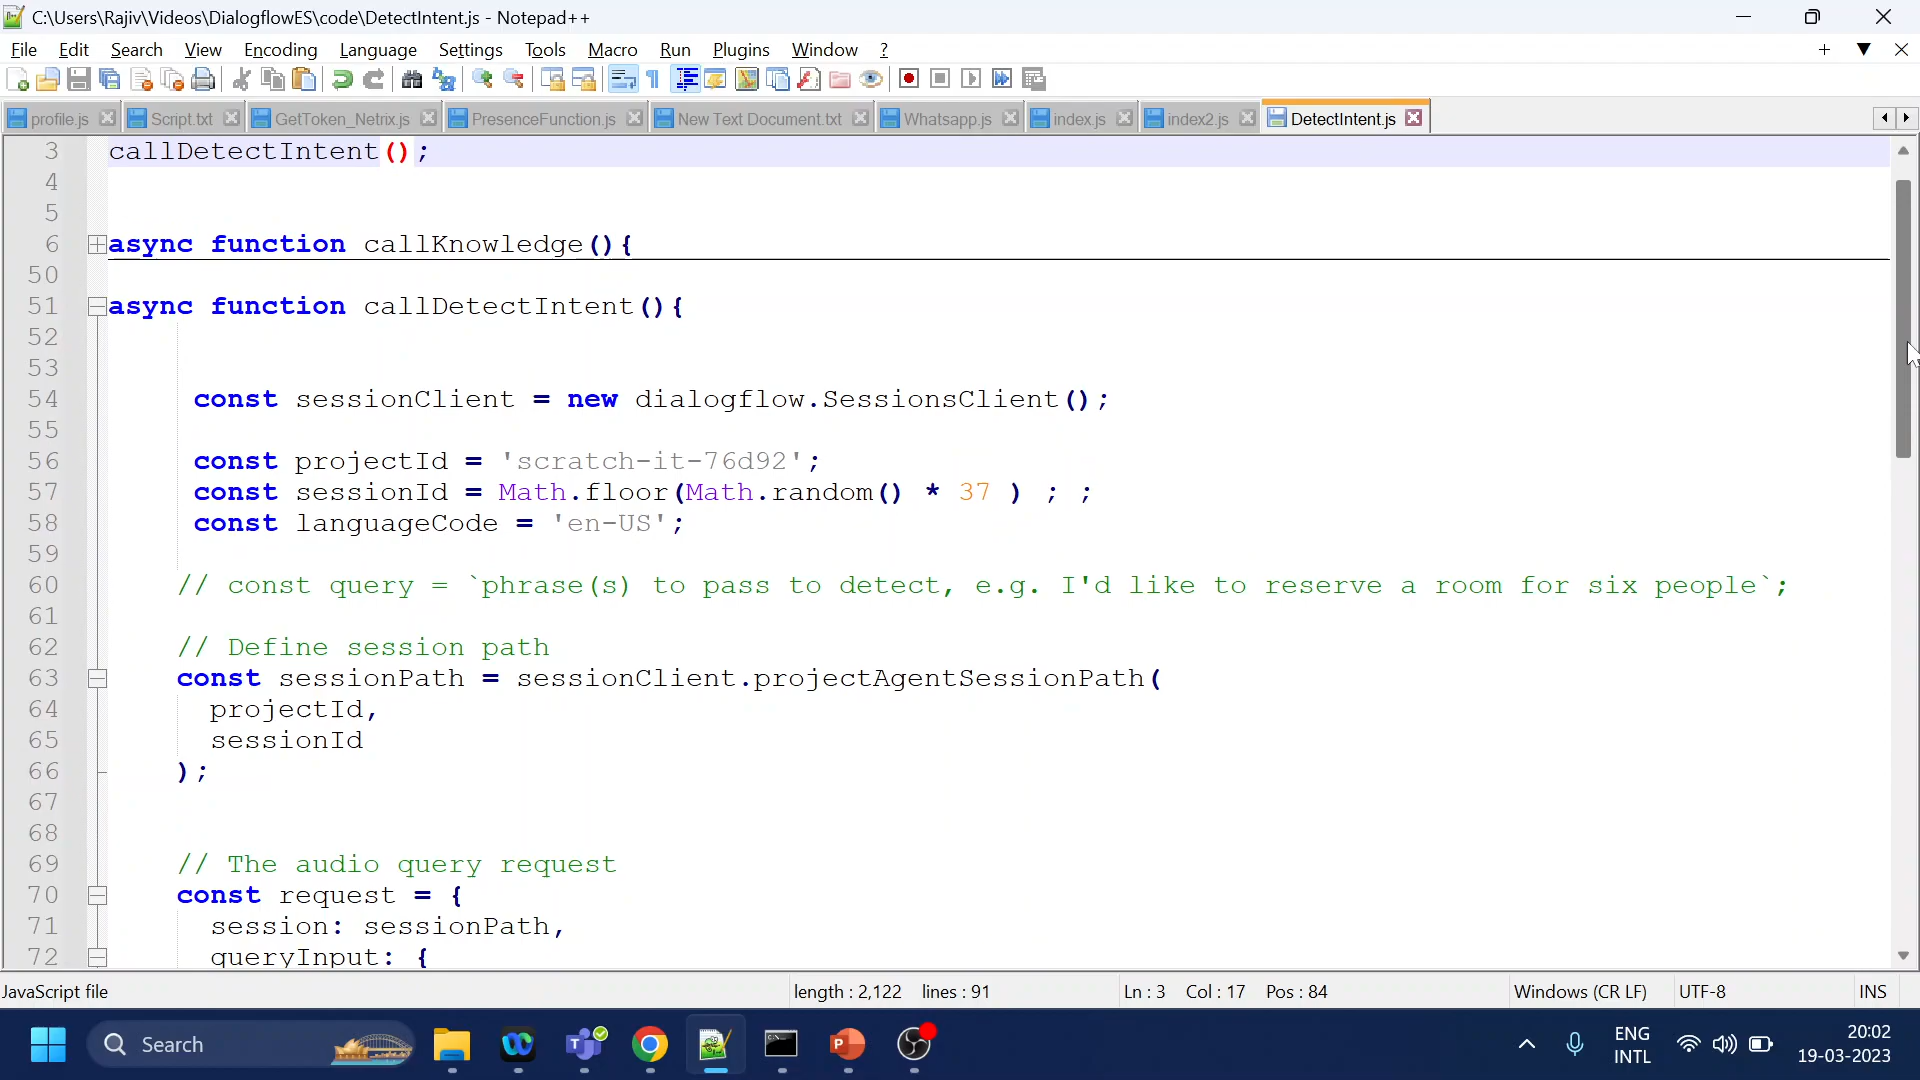 C:\Users\Rajiv\Videos\DialogflowES\code\DetectIntent.js - Notepad++
File Edit Search View Encoding Language Settings Tools Macro Run Plugins Window ?
profile.js Script.txt GetToken_Netrix.js PresenceFunction.js New Text Document.txt Whatsapp.js index.js index2.js DetectIntent.js
3 callDetectIntent();
4
5
6 async function callKnowledge(){
50
51 async function callDetectIntent(){
52
53
54 const sessionClient = new dialogflow.SessionsClient();
55
56 const projectId = 'scratch-it-76d92';
57 const sessionId = Math.floor(Math.random() * 37 ) ; ;
58 const languageCode = 'en-US';
59
60 // const query = `phrase(s) to pass to detect, e.g. I'd like to reserve a room for six people`;
61
62 // Define session path
63 const sessionPath = sessionClient.projectAgentSessionPath(
64 projectId,
65 sessionId
66 );
67
68
69 // The audio query request
70 const request = {
71 session: sessionPath,
72 queryInput: {
JavaScript file length : 2,122 lines : 91 Ln : 3 Col : 17 Pos : 84 Windows (CR LF) UTF-8 INS
Search
ENG
INTL
20:02
19-03-2023